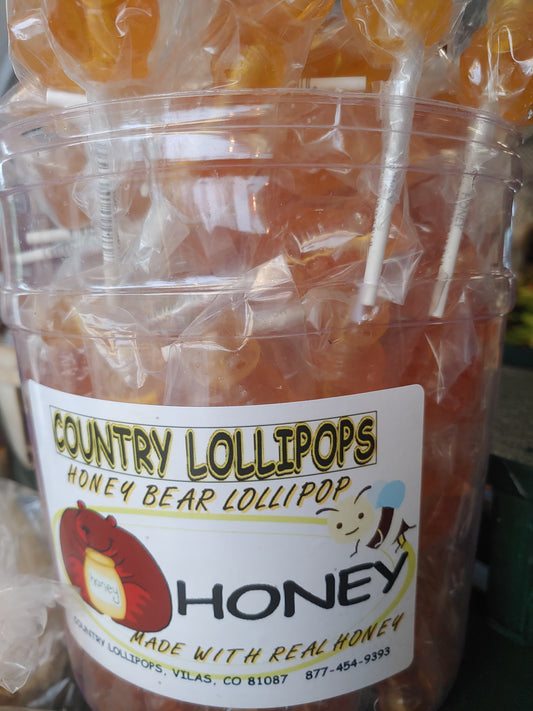 COUNTRY LOLLIPOPS
HONEY BEAR LOLLIPOP
honey
HONEY
MADE WITH REAL HONEY
COUNTRY LOLLIPOPS, VILAS, CO 81087 877-454-9393